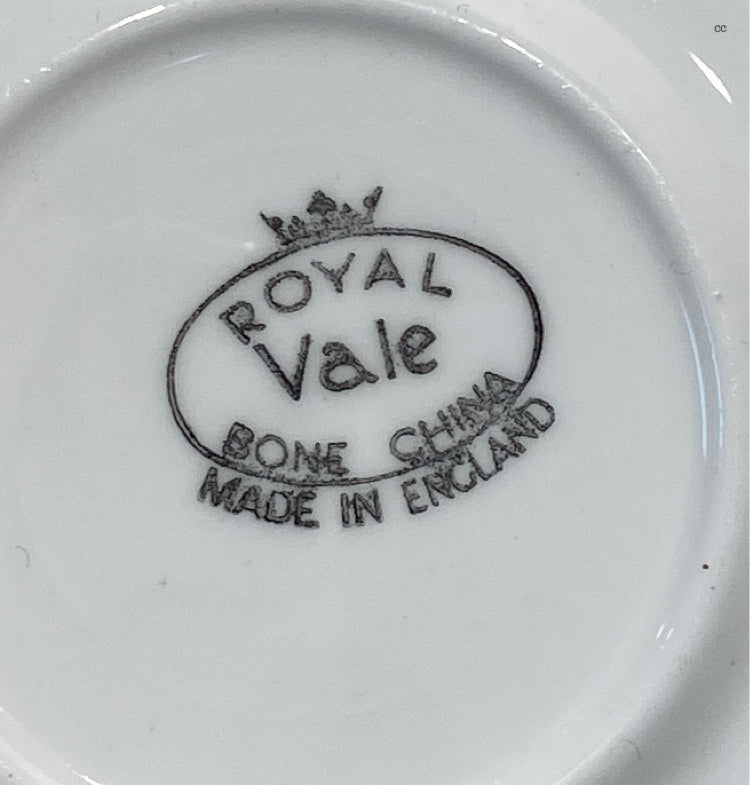 cc
ROYAL
Vale
BONE CHINA
MADE IN ENGLAND